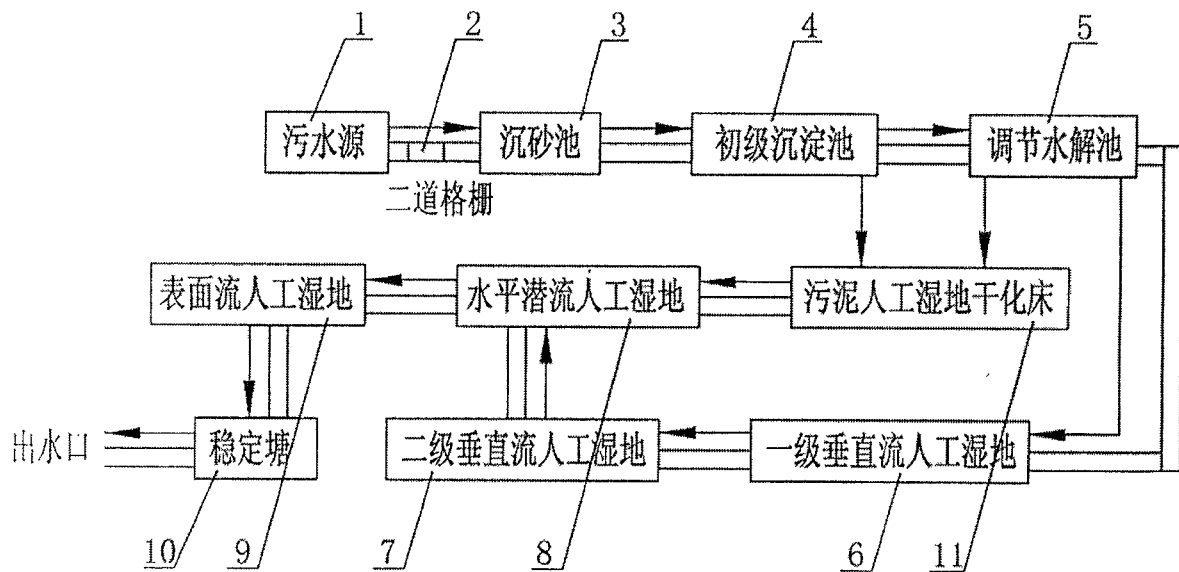 1 2 3 4 5
污水源 沉砂池 初级沉淀池 调节水解池
二道格栅
表面流人工湿地 水平潜流人工湿地 污泥人工湿地干化床
出水口 稳定塘 二级垂直流人工湿地 一级垂直流人工湿地
10 9 7 8 6 11